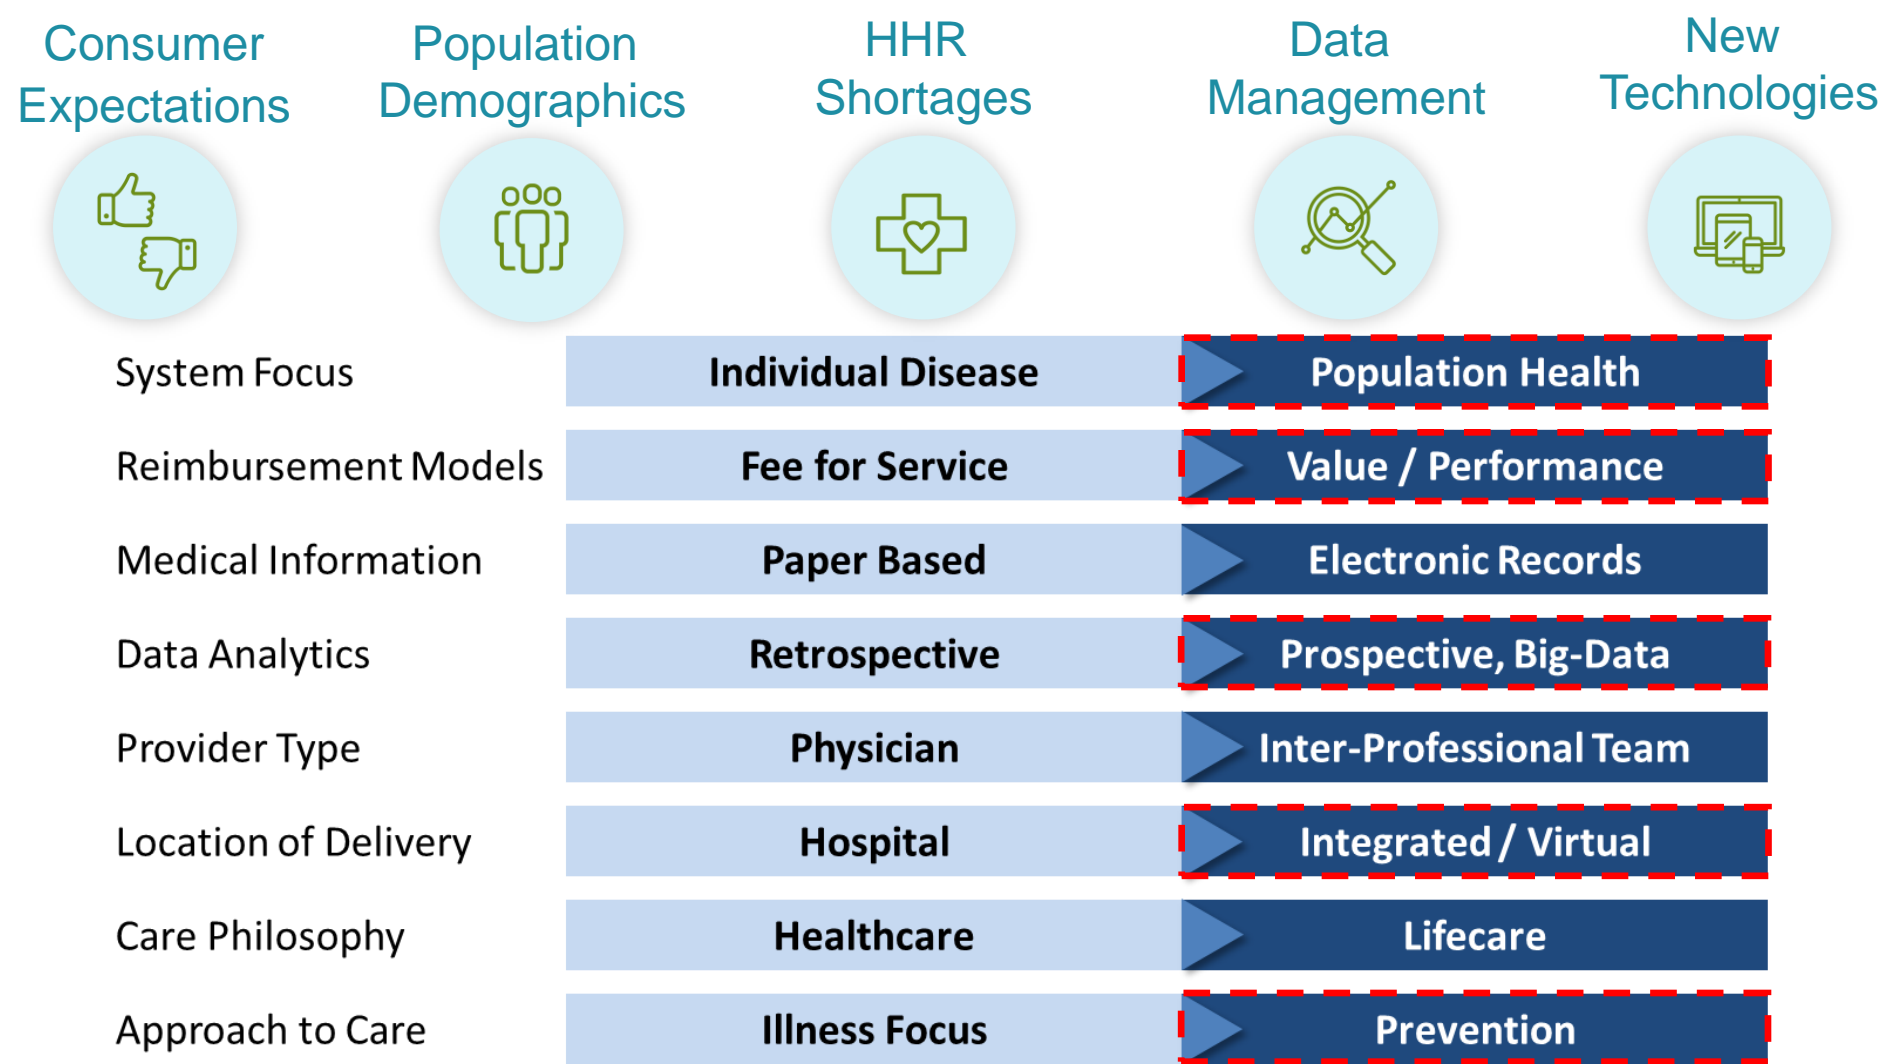 Consumer
Expectations
Population
Demographics
HHR
Shortages
Data
Management
New
Technologies
System Focus
Individual Disease
Population Health
Reimbursement Models
Fee for Service
Value / Performance
Medical Information
Paper Based
Electronic Records
Data Analytics
Retrospective
Prospective, Big-Data
Provider Type
Physician
Inter-Professional Team
Location of Delivery
Hospital
Integrated / Virtual
Care Philosophy
Healthcare
Lifecare
Approach to Care
Illness Focus
Prevention